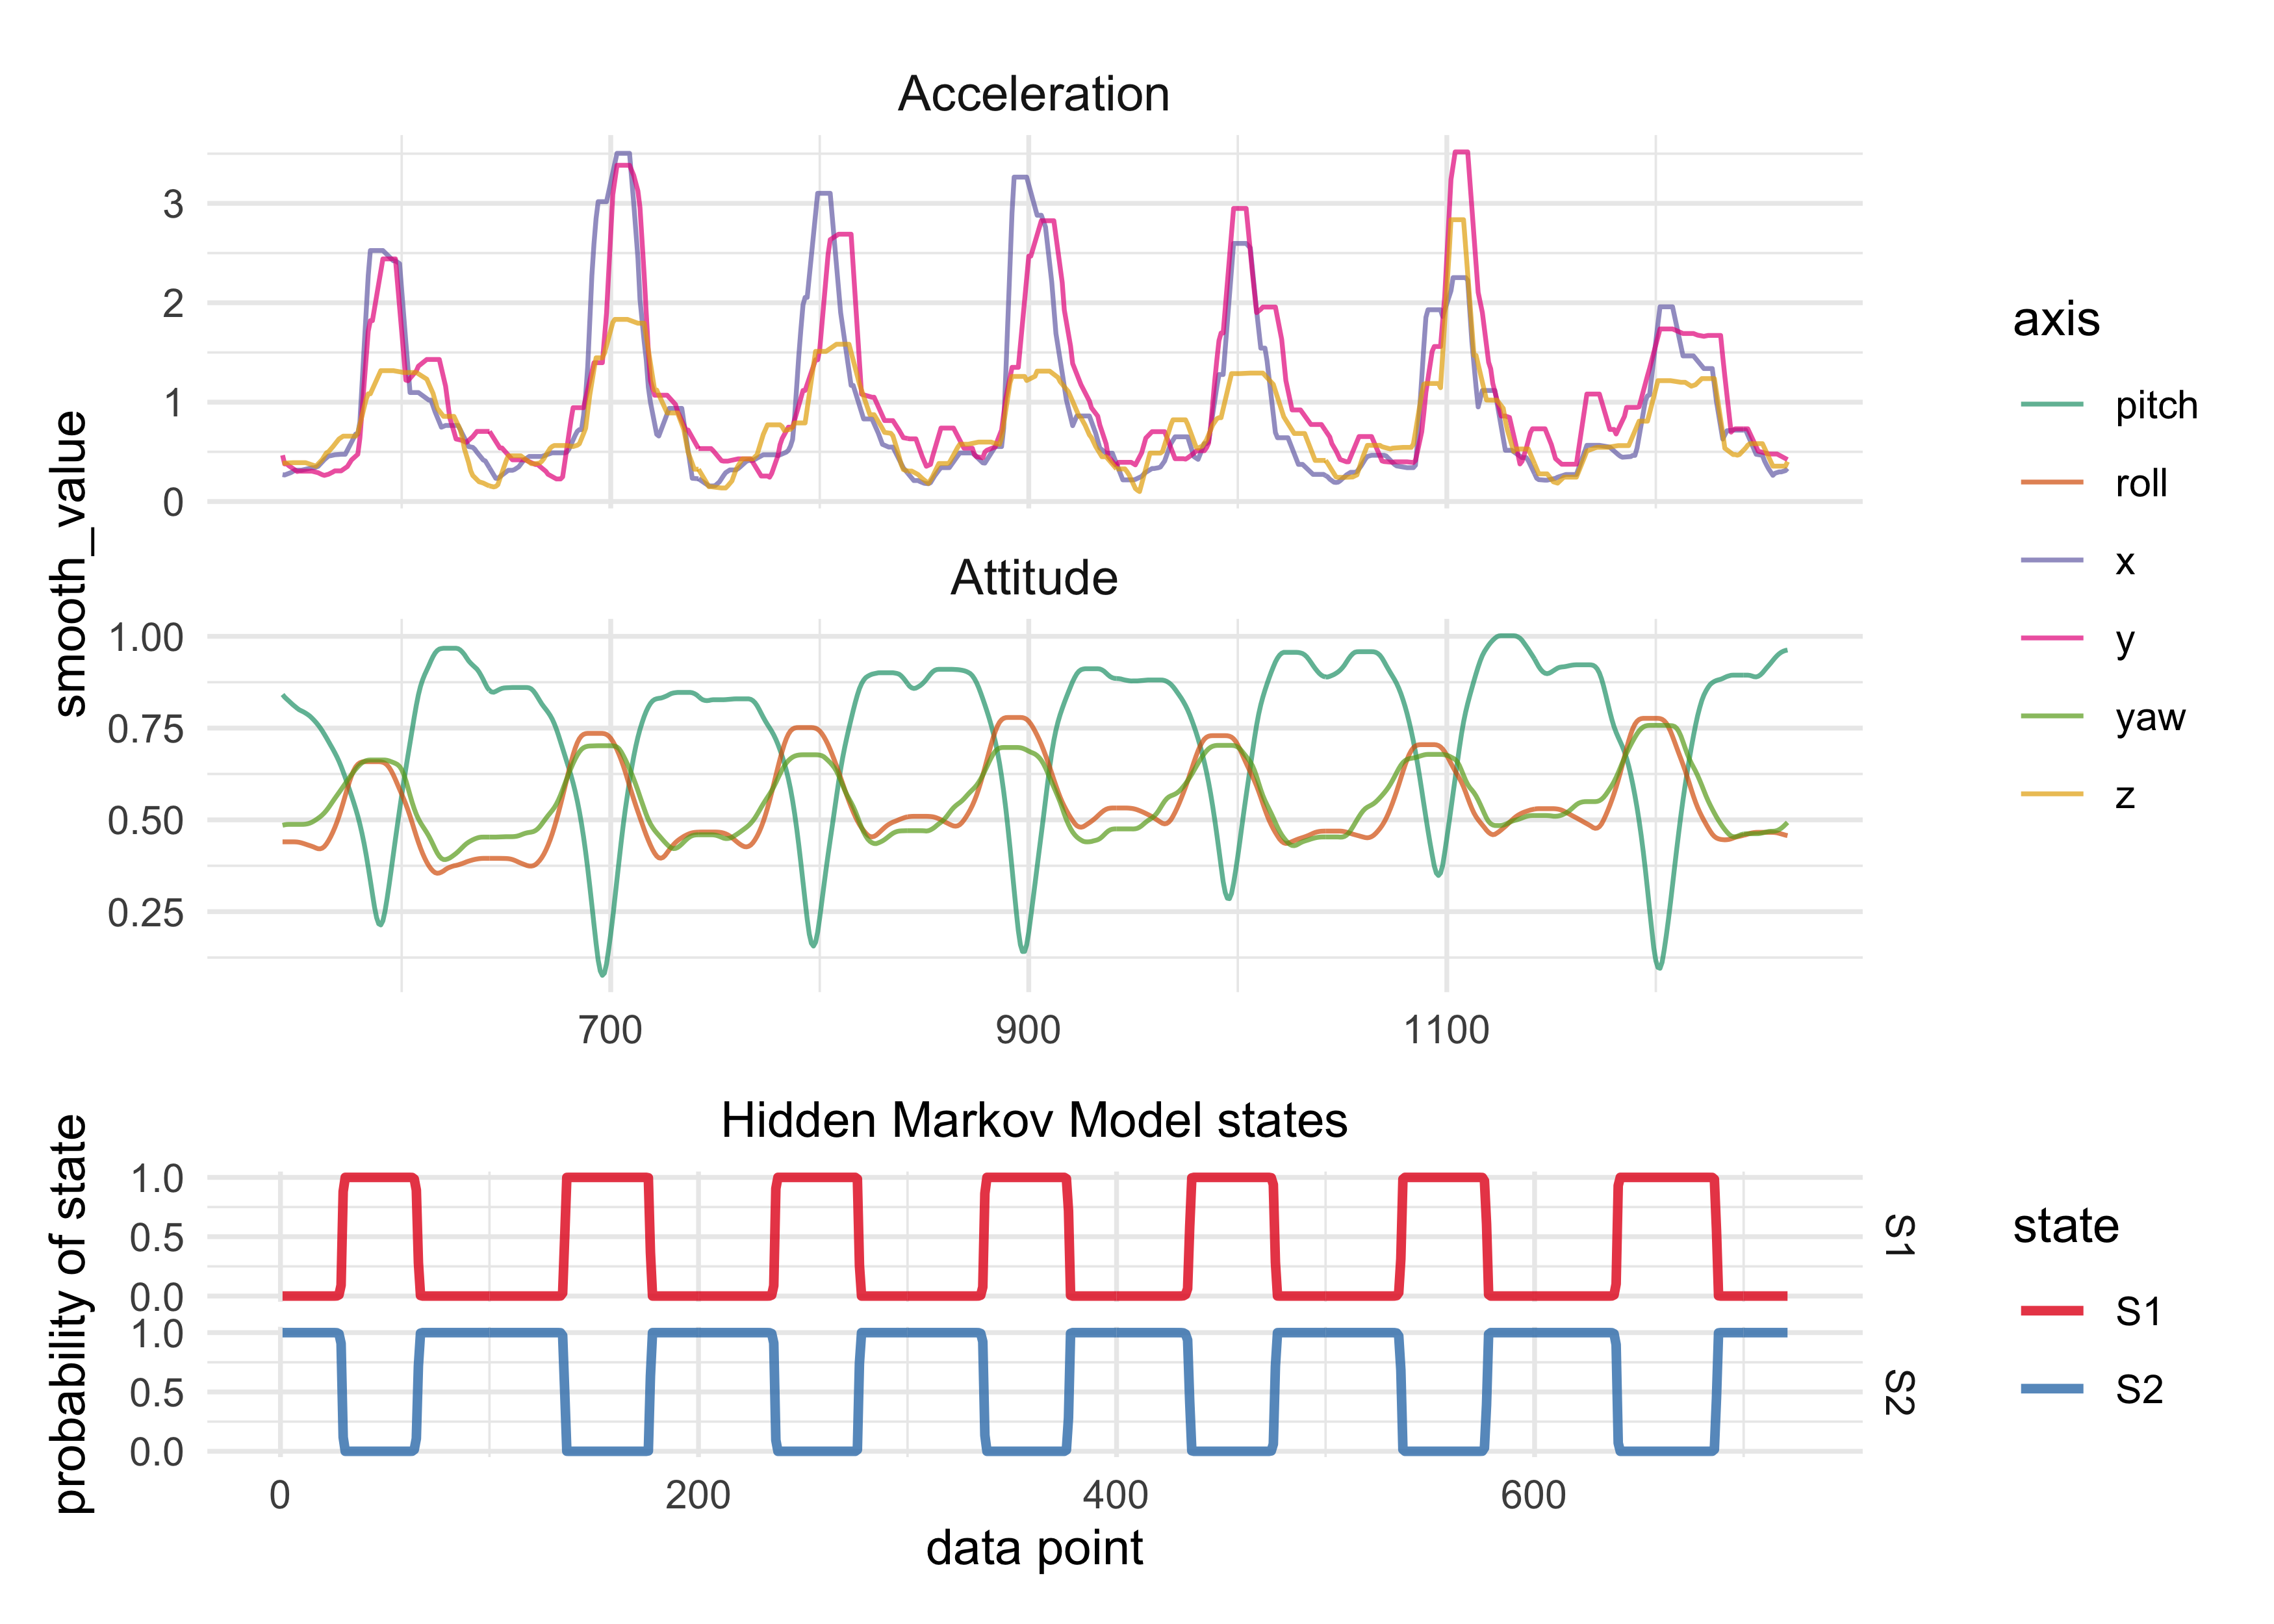 Acceleration
3
2
1
0
smooth_value
Attitude
1.00
0.75
0.50
0.25
700 900 1100
axis
pitch
roll
x
y
yaw
z
Hidden Markov Model states
probability of state
1.0
0.5
0.0
S1
1.0
0.5
0.0
S2
0 200 400 600
data point
state
S1
S2